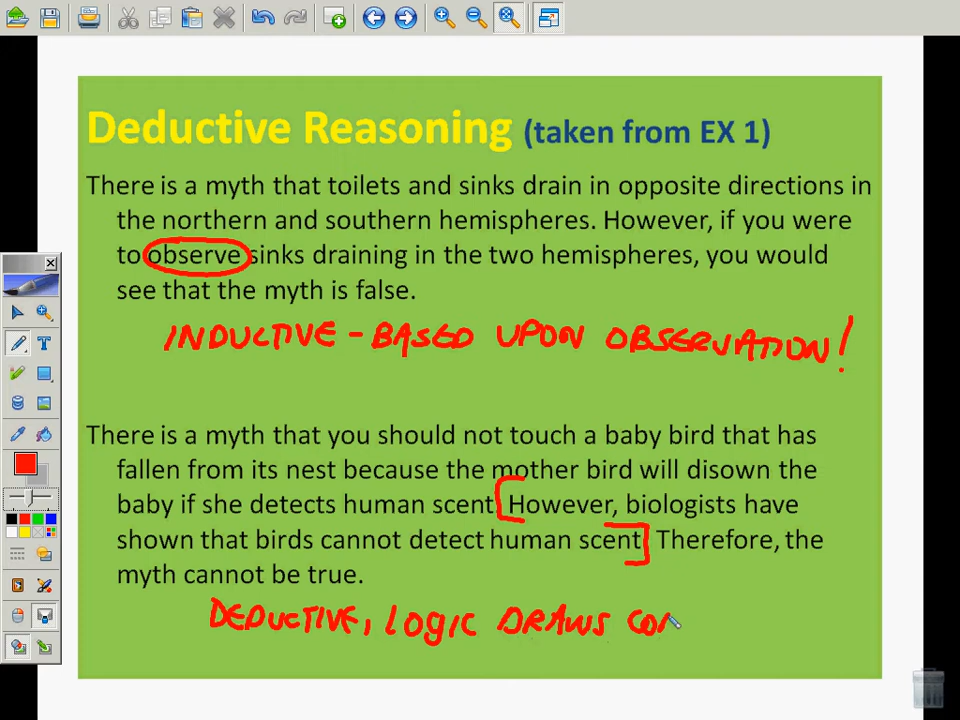 Deductive Reasoning (taken from EX 1)
There is a myth that toilets and sinks drain in opposite directions in
the northern and southern hemispheres. However, if you were
to observe sinks draining in the two hemispheres, you would
see that the myth is false.
INDUCTIVE - BASED UPON OBSERVATION!
There is a myth that you should not touch a baby bird that has
fallen from its nest because the mother bird will disown the
baby if she detects human scent. However, biologists have
shown that birds cannot detect human scent. Therefore, the
myth cannot be true.
DEDUCTIVE, LOGIC DRAWS CON